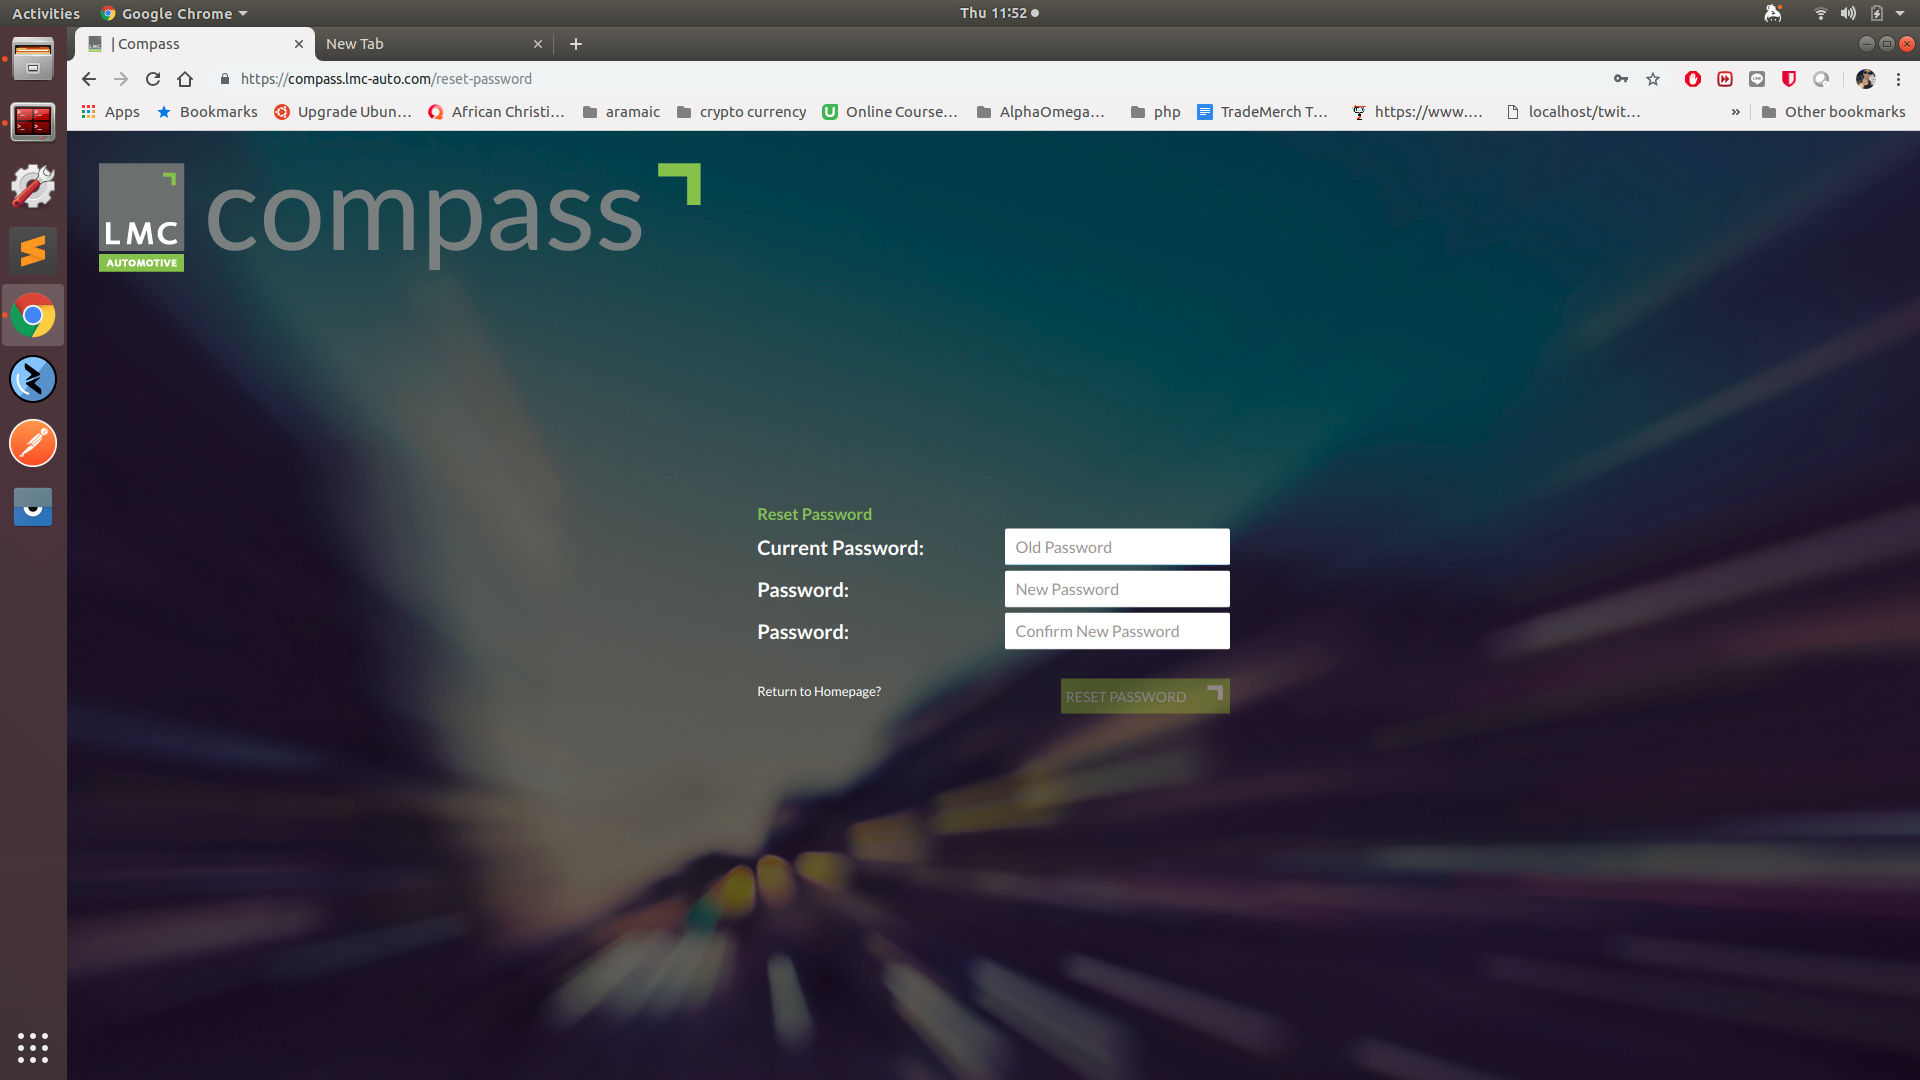 Activities
Google Chrome
Thu 11:52
| Compass
New Tab
https://compass.lmc-auto.com/reset-password
Apps
Bookmarks
Upgrade Ubun...
African Christi...
aramaic
crypto currency
Online Course...
AlphaOmega...
php
TradeMerch T...
https://www....
localhost/twit...
»
Other bookmarks
LMC
AUTOMOTIVE
compass
Reset Password
Current Password:
Old Password
Password:
New Password
Password:
Confirm New Password
Return to Homepage?
RESET PASSWORD